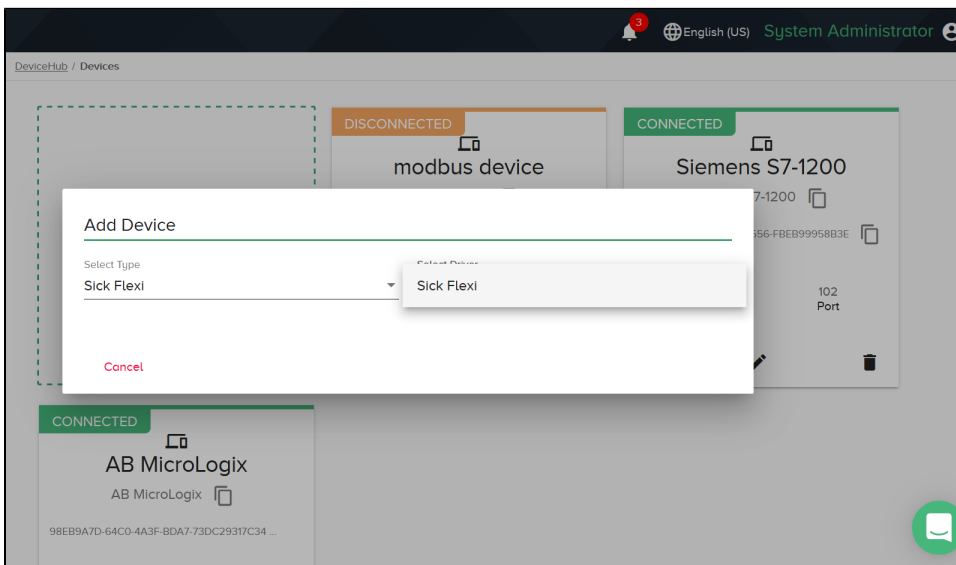 3
English (US)
System Administrator
DeviceHub / Devices
DISCONNECTED
modbus device
CONNECTED
Siemens S7-1200
7-1200
556-FBEB99958B3E
102
Port
Add Device
Select Type
Sick Flexi
Select Driver
Sick Flexi
Cancel
CONNECTED
AB MicroLogix
AB MicroLogix
98EB9A7D-64C0-4A3F-BDA7-73DC29317C34 ...